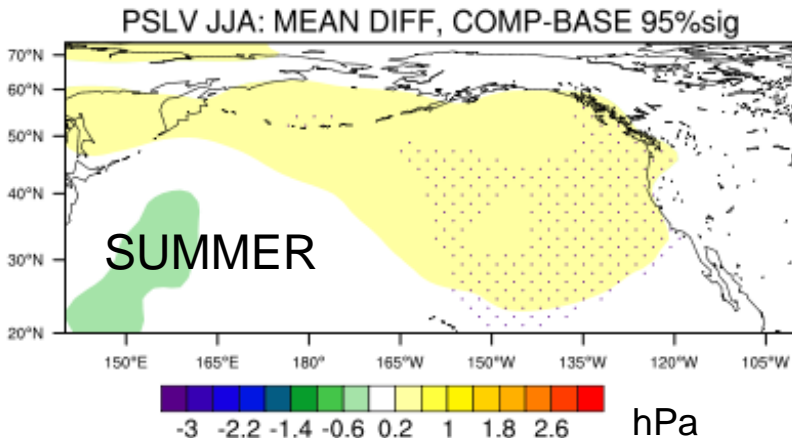 PSLV JJA: MEAN DIFF, COMP-BASE 95%sig
70°N
60°N
50°N
40°N
30°N
20°N
SUMMER
150°E 165°E 180° 165°W 150°W 135°W 120°W 105°W
-3 -2.2 -1.4 -0.6 0.2 1 1.8 2.6 hPa